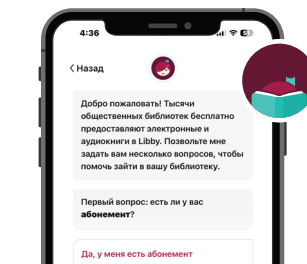 4:36
Назад
Добро пожаловать! Тысячи
общественных библиотек бесплатно
предоставляют электронные и
аудиокниги в Libby. Позвольте мне
задать вам несколько вопросов, чтобы
помочь зайти в вашу библиотеку.
Первый вопрос: есть ли у вас
абонемент?
Да, у меня есть абонемент